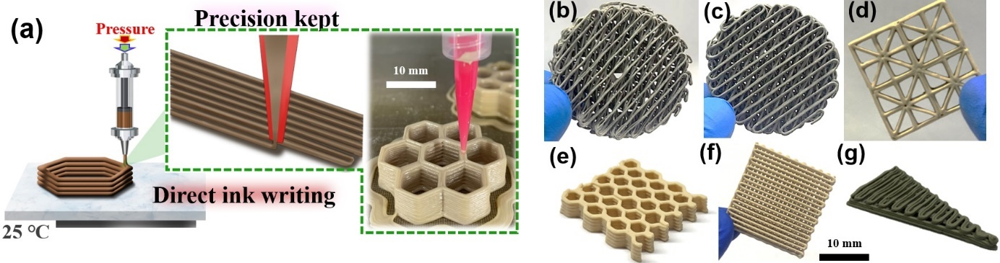 (a)
Pressure
Precision kept
10 mm
Direct ink writing
25 ℃
(b)
(c)
(d)
(e)
(f)
(g)
10 mm